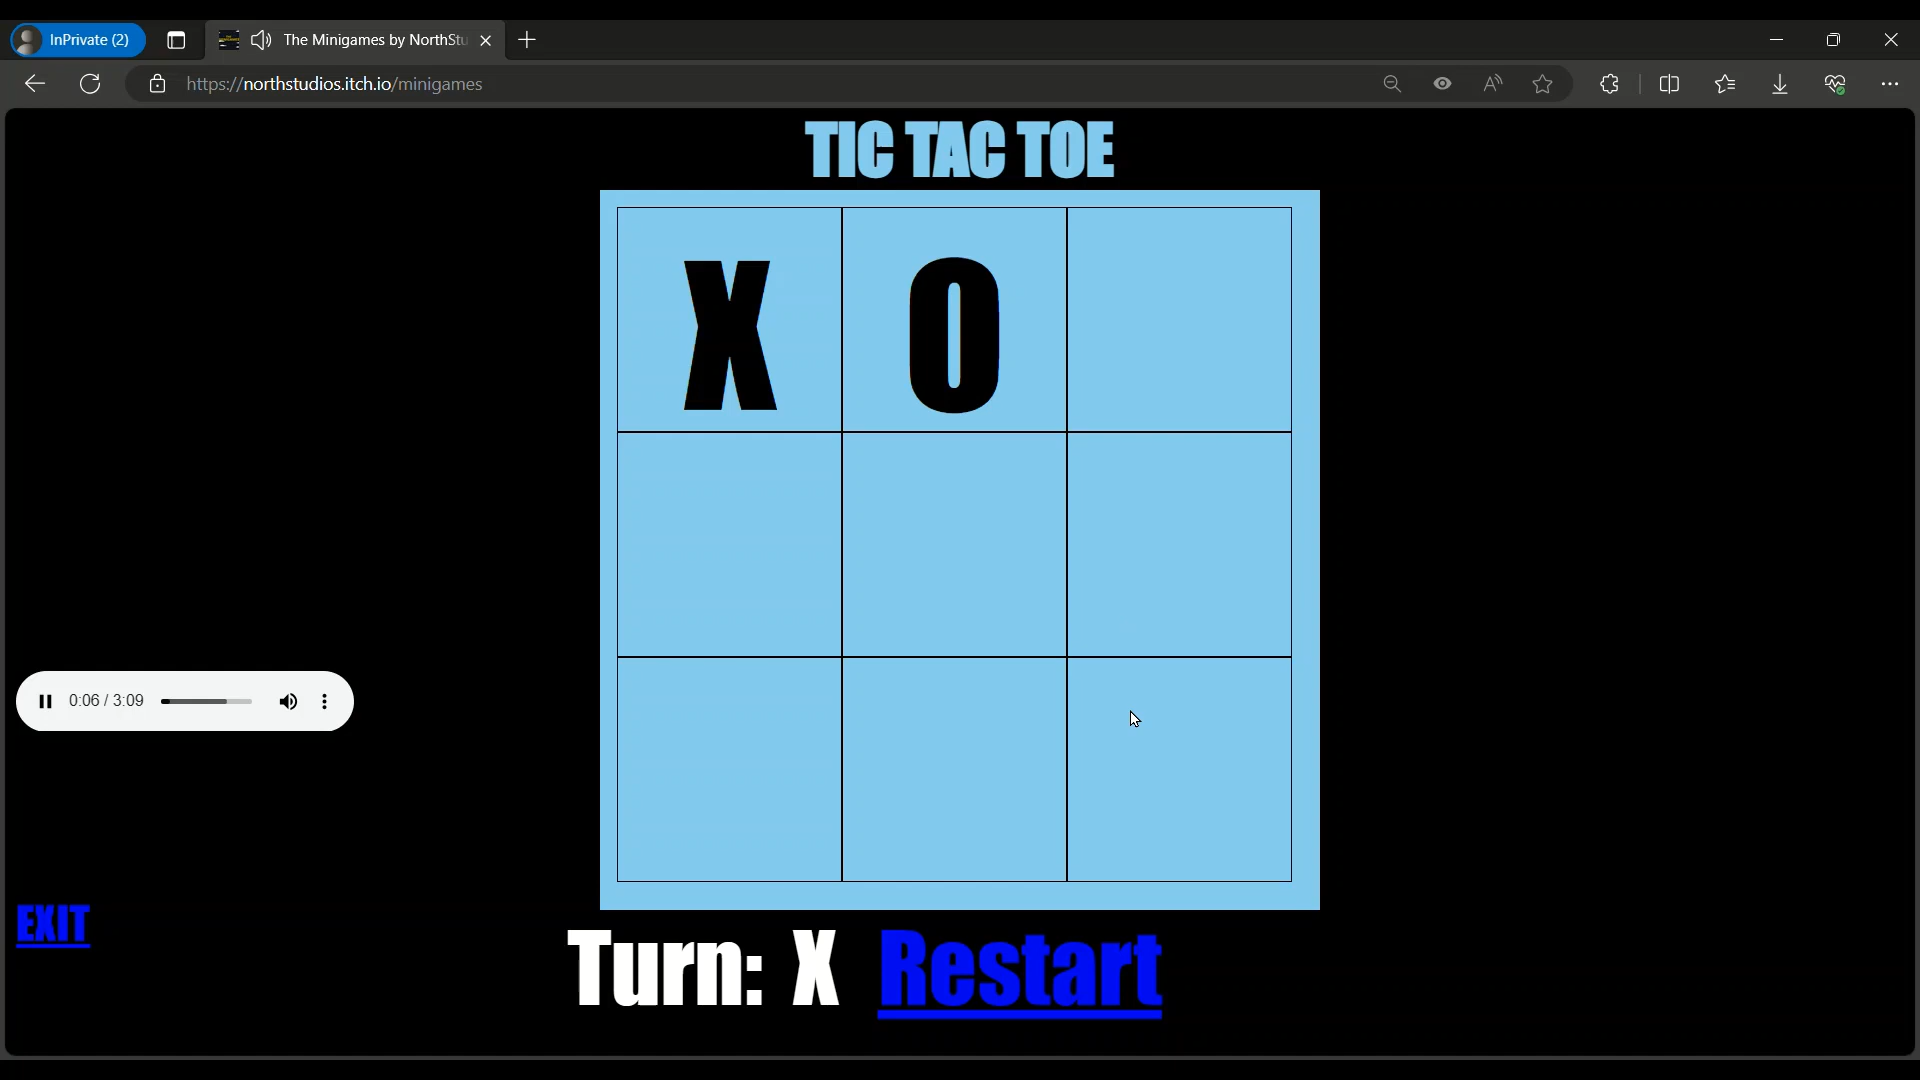 InPrivate (2)
The Minigames by NorthStu
https://northstudios.itch.io/minigames
TIC TAC TOE
X O
0:06 / 3:09
EXIT
Turn: X Restart